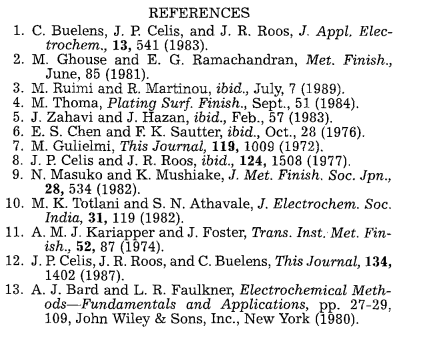 REFERENCES
1. C. Buelens, J. P. Celis, and J. R. Roos, J. Appl. Elec-
trochem., 13, 541 (1983).
2. M. Ghouse and E. G. Ramachandran, Met. Finish.,
June, 85 (1981).
3. M. Ruimi and R. Martinou, ibid., July, 7 (1989).
4. M. Thoma, Plating Surf. Finish., Sept., 51 (1984).
5. J. Zahavi and J. Hazan, ibid., Feb., 57 (1983).
6. E. S. Chen and F. K. Sautter, ibid., Oct., 28 (1976).
7. M. Gulielmi, This Journal, 119, 1009 (1972).
8. J. P. Celis and J. R. Roos, ibid., 124, 1508 (1977).
9. N. Masuko and K. Mushiake, J. Met. Finish. Soc. Jpn.,
28, 534 (1982).
10. M. K. Totlani and S. N. Athavale, J. Electrochem. Soc.
India, 31, 119 (1982).
11. A. M. J. Kariapper and J. Foster, Trans. Inst. Met. Fin-
ish., 52, 87 (1974).
12. J. P. Celis, J. R. Roos, and C. Buelens, This Journal, 134,
1402 (1987).
13. A. J. Bard and L. R. Faulkner, Electrochemical Meth-
ods—Fundamentals and Applications, pp. 27-29,
109, John Wiley & Sons, Inc., New York (1980).